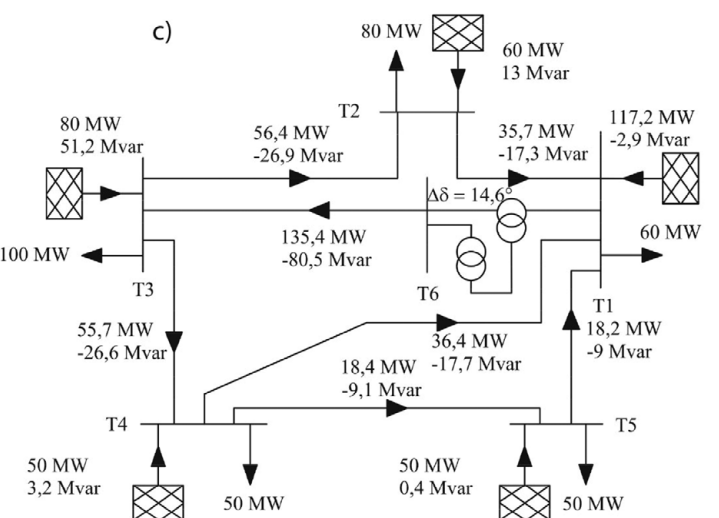 c)
80 MW
60 MW
13 Mvar
T2
80 MW
51,2 Mvar
56,4 MW
-26,9 Mvar
35,7 MW
-17,3 Mvar
117,2 MW
-2,9 Mvar
Δδ = 14,6°
135,4 MW
-80,5 Mvar
60 MW
100 MW
T3
T6
T1
55,7 MW
-26,6 Mvar
36,4 MW
-17,7 Mvar
18,2 MW
-9 Mvar
18,4 MW
-9,1 Mvar
T4
T5
50 MW
3,2 Mvar
50 MW
50 MW
0,4 Mvar
50 MW